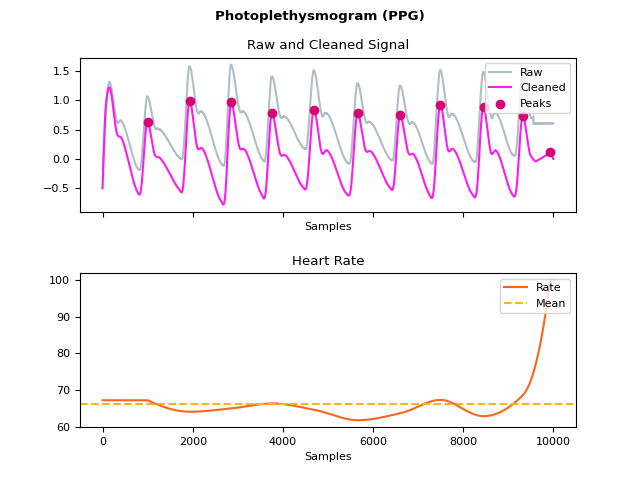 Photoplethysmogram (PPG)
Raw and Cleaned Signal
1.5
1.0
0.5
0.0
−0.5
Raw
Cleaned
Peaks
Samples
Heart Rate
100
90
80
70
60
Rate
Mean
0 2000 4000 6000 8000 10000
Samples